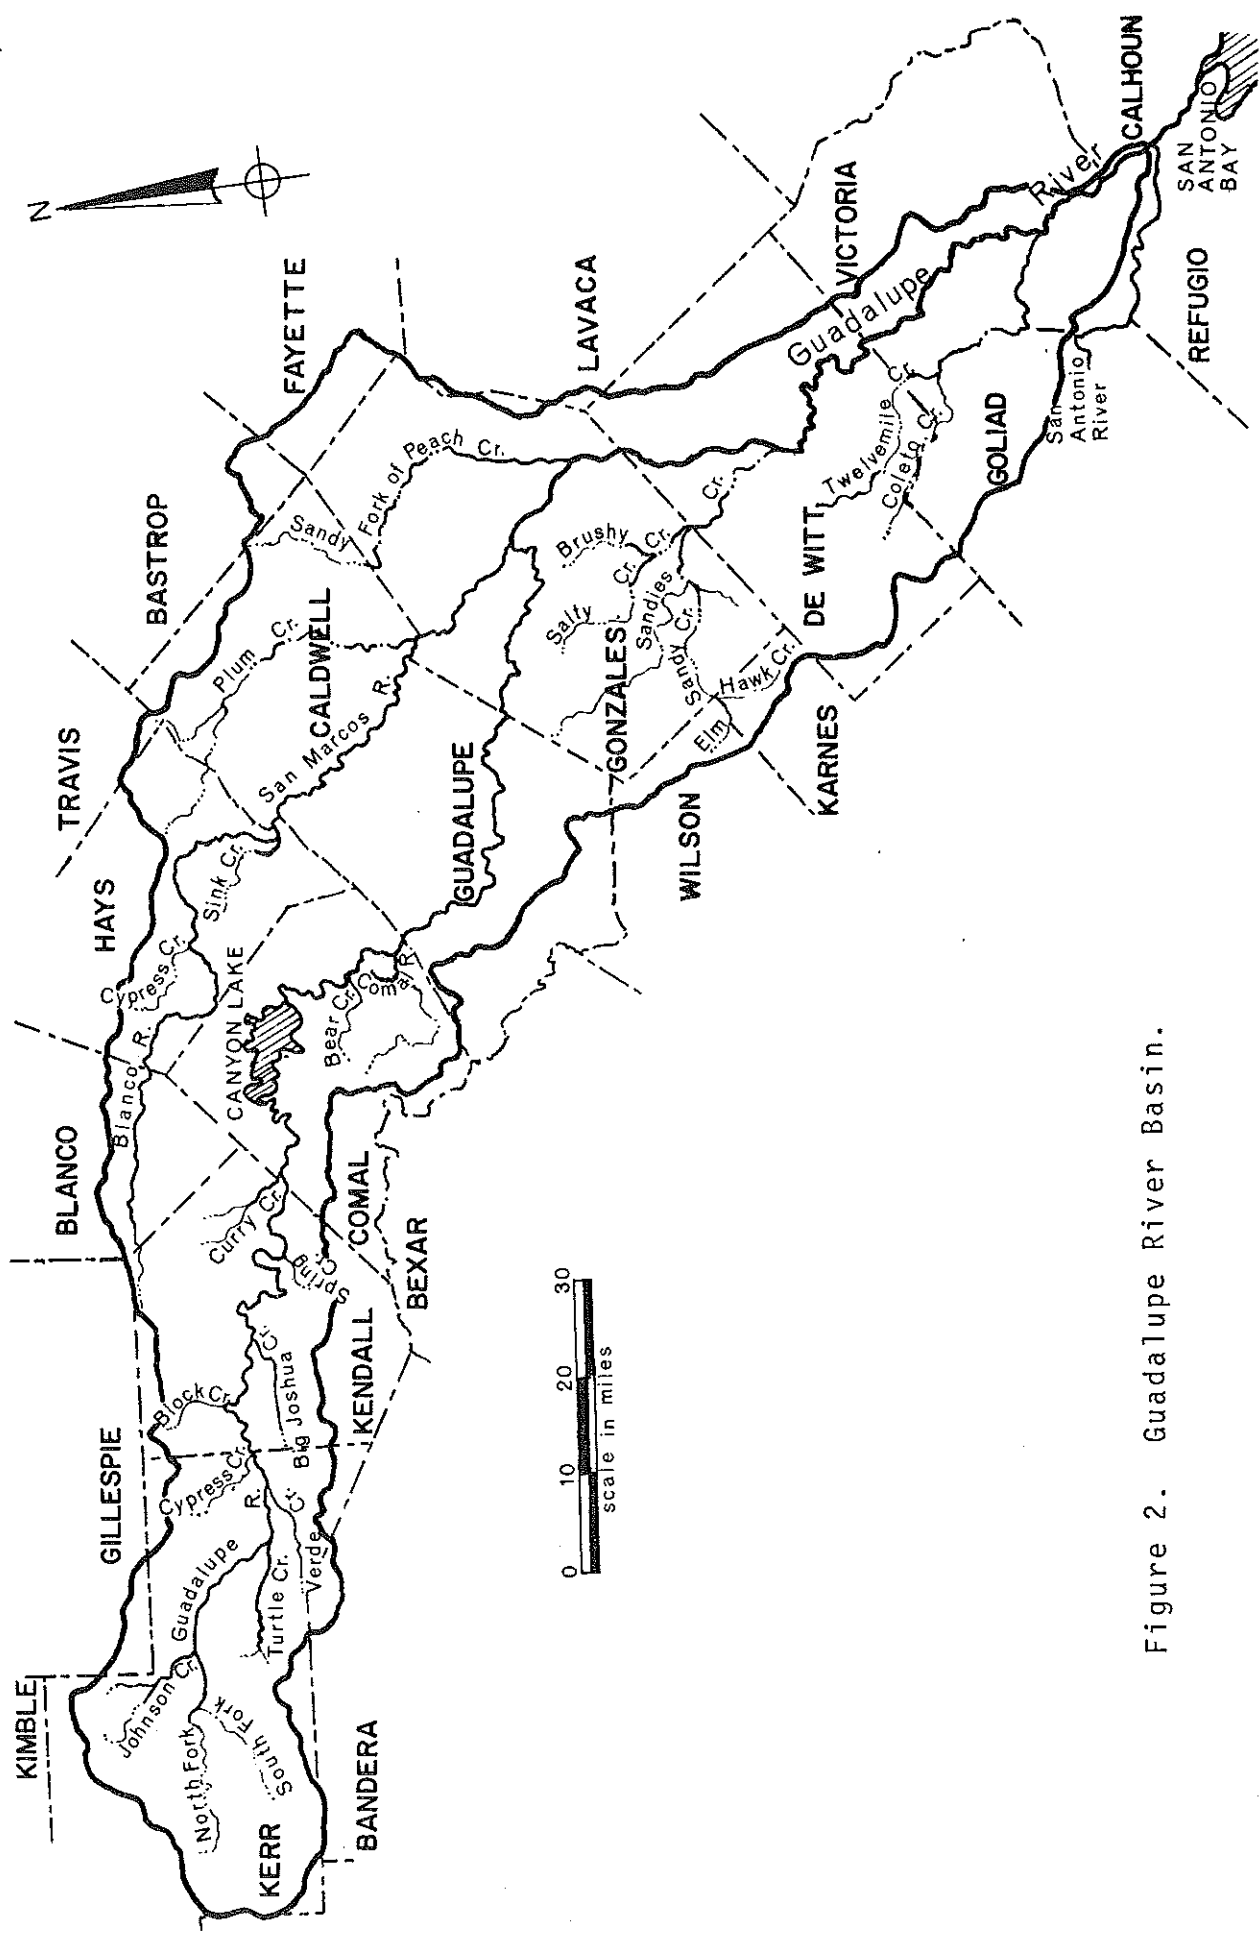 N
KIMBLE
GILLESPIE
BLANCO
HAYS
TRAVIS
BASTROP
FAYETTE
LAVACA
VICTORIA
CALHOUN
SAN
ANTONIO
BAY
REFUGIO
GOLIAD
DE WITT
KARNES
WILSON
GONZALES
GUADALUPE
CALDWELL
COMAL
BEXAR
KENDALL
BANDERA
KERR
Johnson Cr.
North Fork
South Fork
Guadalupe R.
Turtle Cr.
Verde Cr.
Cypress Cr.
Block Cr.
Big Joshua Cr.
Spring Cr.
Curry Cr.
Blanco R.
CANYON LAKE
Cypress Cr.
Sink Cr.
Bear Cr.
Comal R.
San Marcos R.
Plum Cr.
Sandy
Fork of Peach Cr.
Brushy Cr.
Salty Cr.
Sandies Cr.
Sandy Cr.
Elm
Hawk Cr.
Twelvemile Cr.
Coleto Cr.
Guadalupe River
San
Antonio
River
0 10 20 30
scale in miles
Figure 2. Guadalupe River Basin.